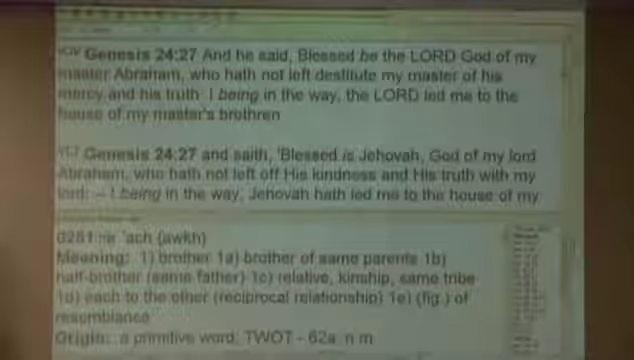 KJV Genesis 24:27 And he said, Blessed be the LORD God of my
master Abraham, who hath not left destitute my master of his
mercy and his truth: I being in the way, the LORD led me to the
house of my master's brethren
YLT Genesis 24:27 and saith, 'Blessed is Jehovah, God of my lord
Abraham, who hath not left off His kindness and His truth with my
lord; -- I being in the way, Jehovah hath led me to the house of my
0251 'ach {awkh}
Meaning: 1) brother 1a) brother of same parents 1b)
half-brother (same father) 1c) relative, kinship, same tribe
1d) each to the other (reciprocal relationship) 1e) (fig.) of
resemblance
Origin: a primitive word; TWOT - 62a; n m